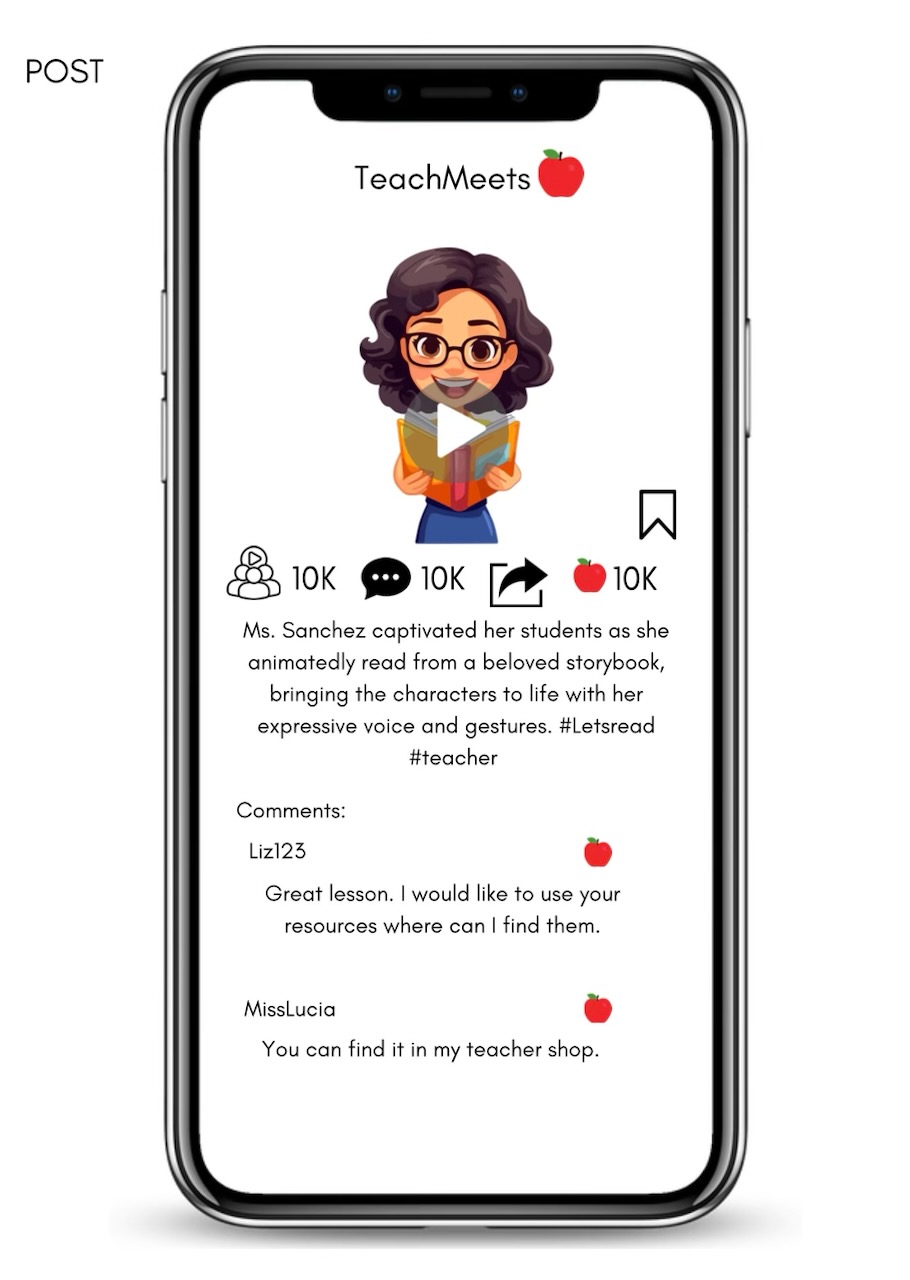 POST
TeachMeets
10K 10K 10K
Ms. Sanchez captivated her students as she
animatedly read from a beloved storybook,
bringing the characters to life with her
expressive voice and gestures. #Letsread
#teacher
Comments:
Liz123
Great lesson. I would like to use your
resources where can I find them.
MissLucia
You can find it in my teacher shop.